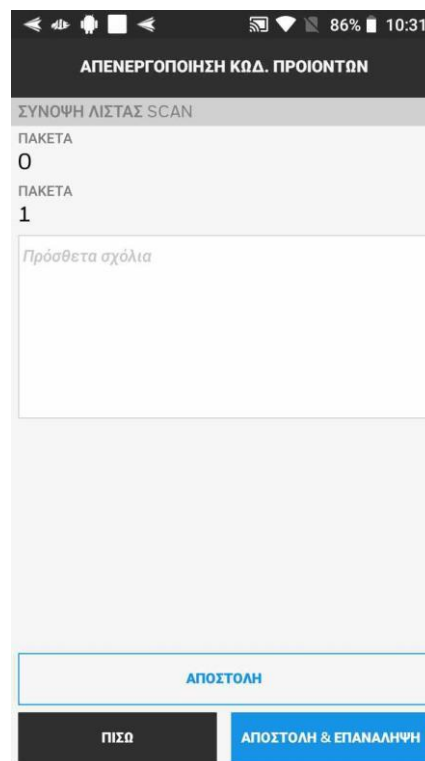 86% 10:31
ΑΠΕΝΕΡΓΟΠΟΙΗΣΗ ΚΩΔ. ΠΡΟΙΟΝΤΩΝ
ΣΥΝΟΨΗ ΛΙΣΤΑΣ SCAN
ΠΑΚΕΤΑ
0
ΠΑΚΕΤΑ
1
Πρόσθετα σχόλια
ΑΠΟΣΤΟΛΗ
ΠΙΣΩ ΑΠΟΣΤΟΛΗ & ΕΠΑΝΑΛΗΨΗ